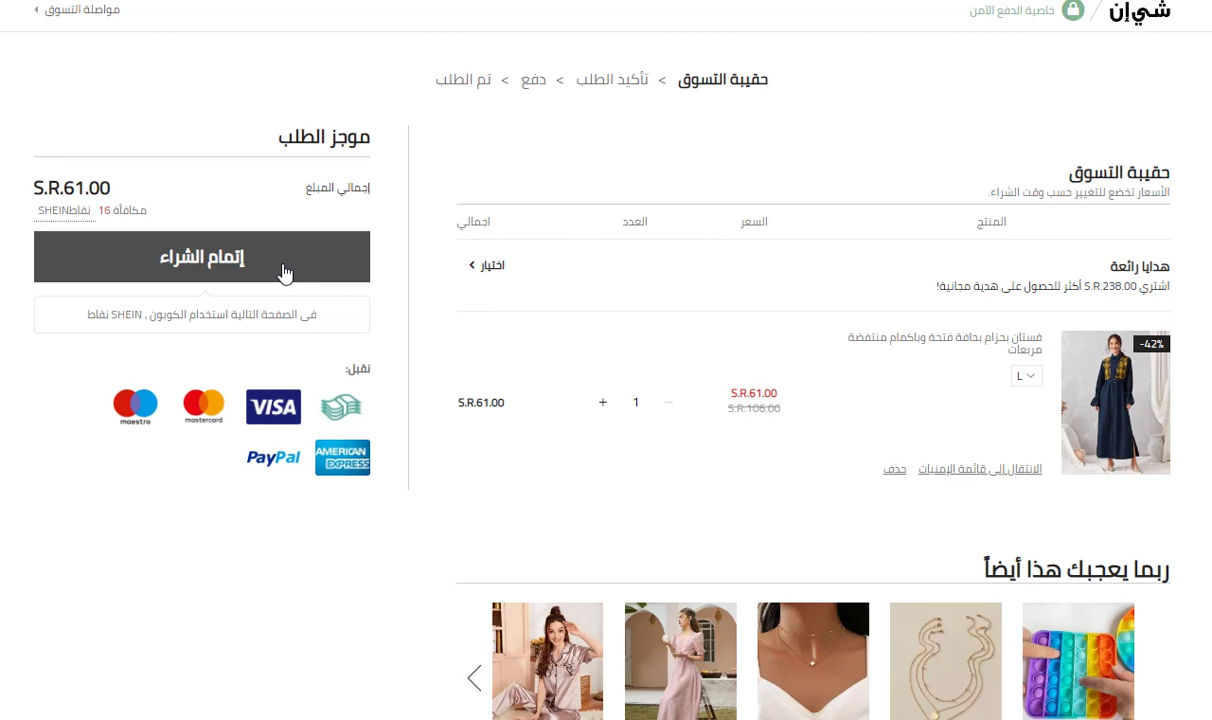 شي إن
خاصية الدفع الآمن
مواصلة التسوق
حقيبة التسوق > تأكيد الطلب > دفع > تم الطلب
حقيبة التسوق
الأسعار تخضع للتغيير حسب وقت الشراء.
المنتج السعر العدد اجمالي
هدايا رائعة
اختيار >
اشتري S.R.238.00 أكثر للحصول على هدية مجانية!
-42%
فستان بحزام بحافة فتحة وباكمام منتفضة
مربعات
L
S.R.61.00
S.R.106.00
− 1 +
S.R.61.00
الانتقال إلى قائمة الإمنيات حذف
موجز الطلب
إجمالي المبلغ S.R.61.00
مكافأة 16 نقاطSHEIN
إتمام الشراء
في الصفحة التالية استخدام الكوبون , SHEIN نقاط
نقبل:
VISA
mastercard
maestro
AMERICAN
EXPRESS
PayPal
ربما يعجبك هذا أيضاً